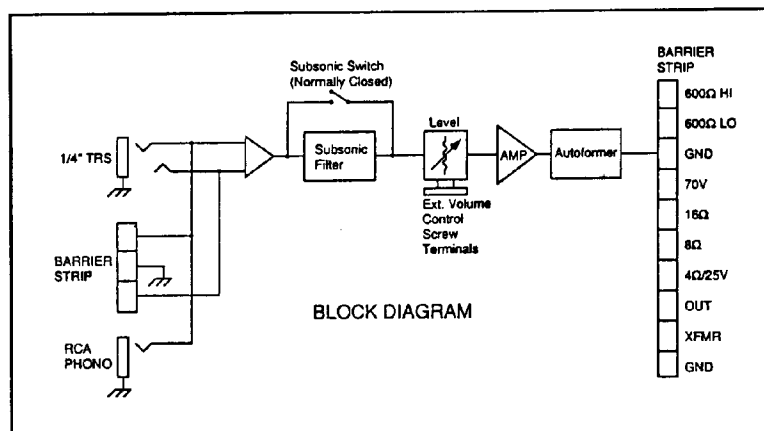 Subsonic Switch
(Normally Closed)
1/4" TRS
BARRIER
STRIP
RCA
PHONO
Subsonic
Filter
Level
Ext. Volume
Control
Screw
Terminals
AMP
Autoformer
BLOCK DIAGRAM
BARRIER
STRIP
600Ω HI
600Ω LO
GND
70V
16Ω
8Ω
4Ω/25V
OUT
XFMR
GND